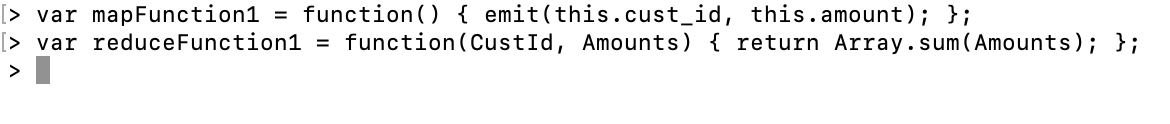 [> var mapFunction1 = function() { emit(this.cust_id, this.amount); };
[> var reduceFunction1 = function(CustId, Amounts) { return Array.sum(Amounts); };
>